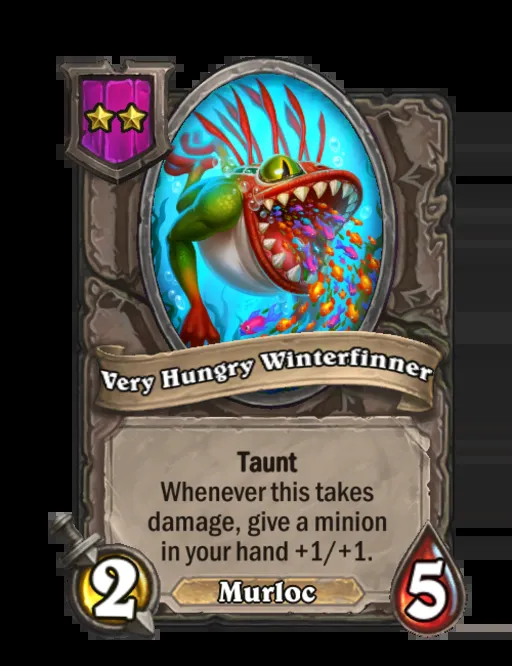 Very Hungry Winterfinner
Taunt
Whenever this takes
damage, give a minion
in your hand +1/+1.
2
Murloc
5